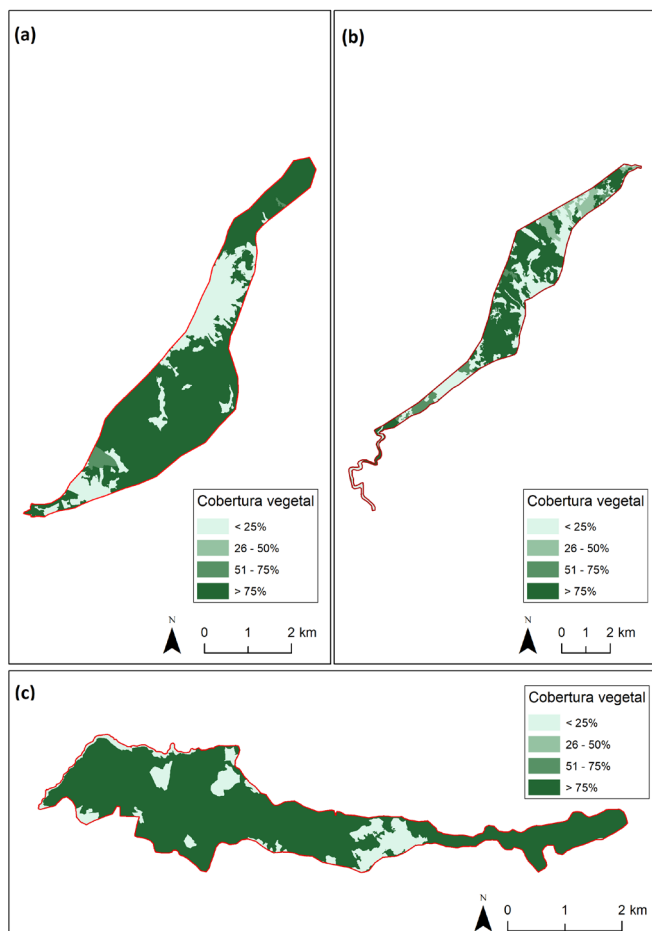 (a)
Cobertura vegetal
< 25%
26 - 50%
51 - 75%
> 75%
N
0 1 2 km
(b)
Cobertura vegetal
< 25%
26 - 50%
51 - 75%
> 75%
N
0 1 2 km
(c)
Cobertura vegetal
< 25%
26 - 50%
51 - 75%
> 75%
N
0 1 2 km